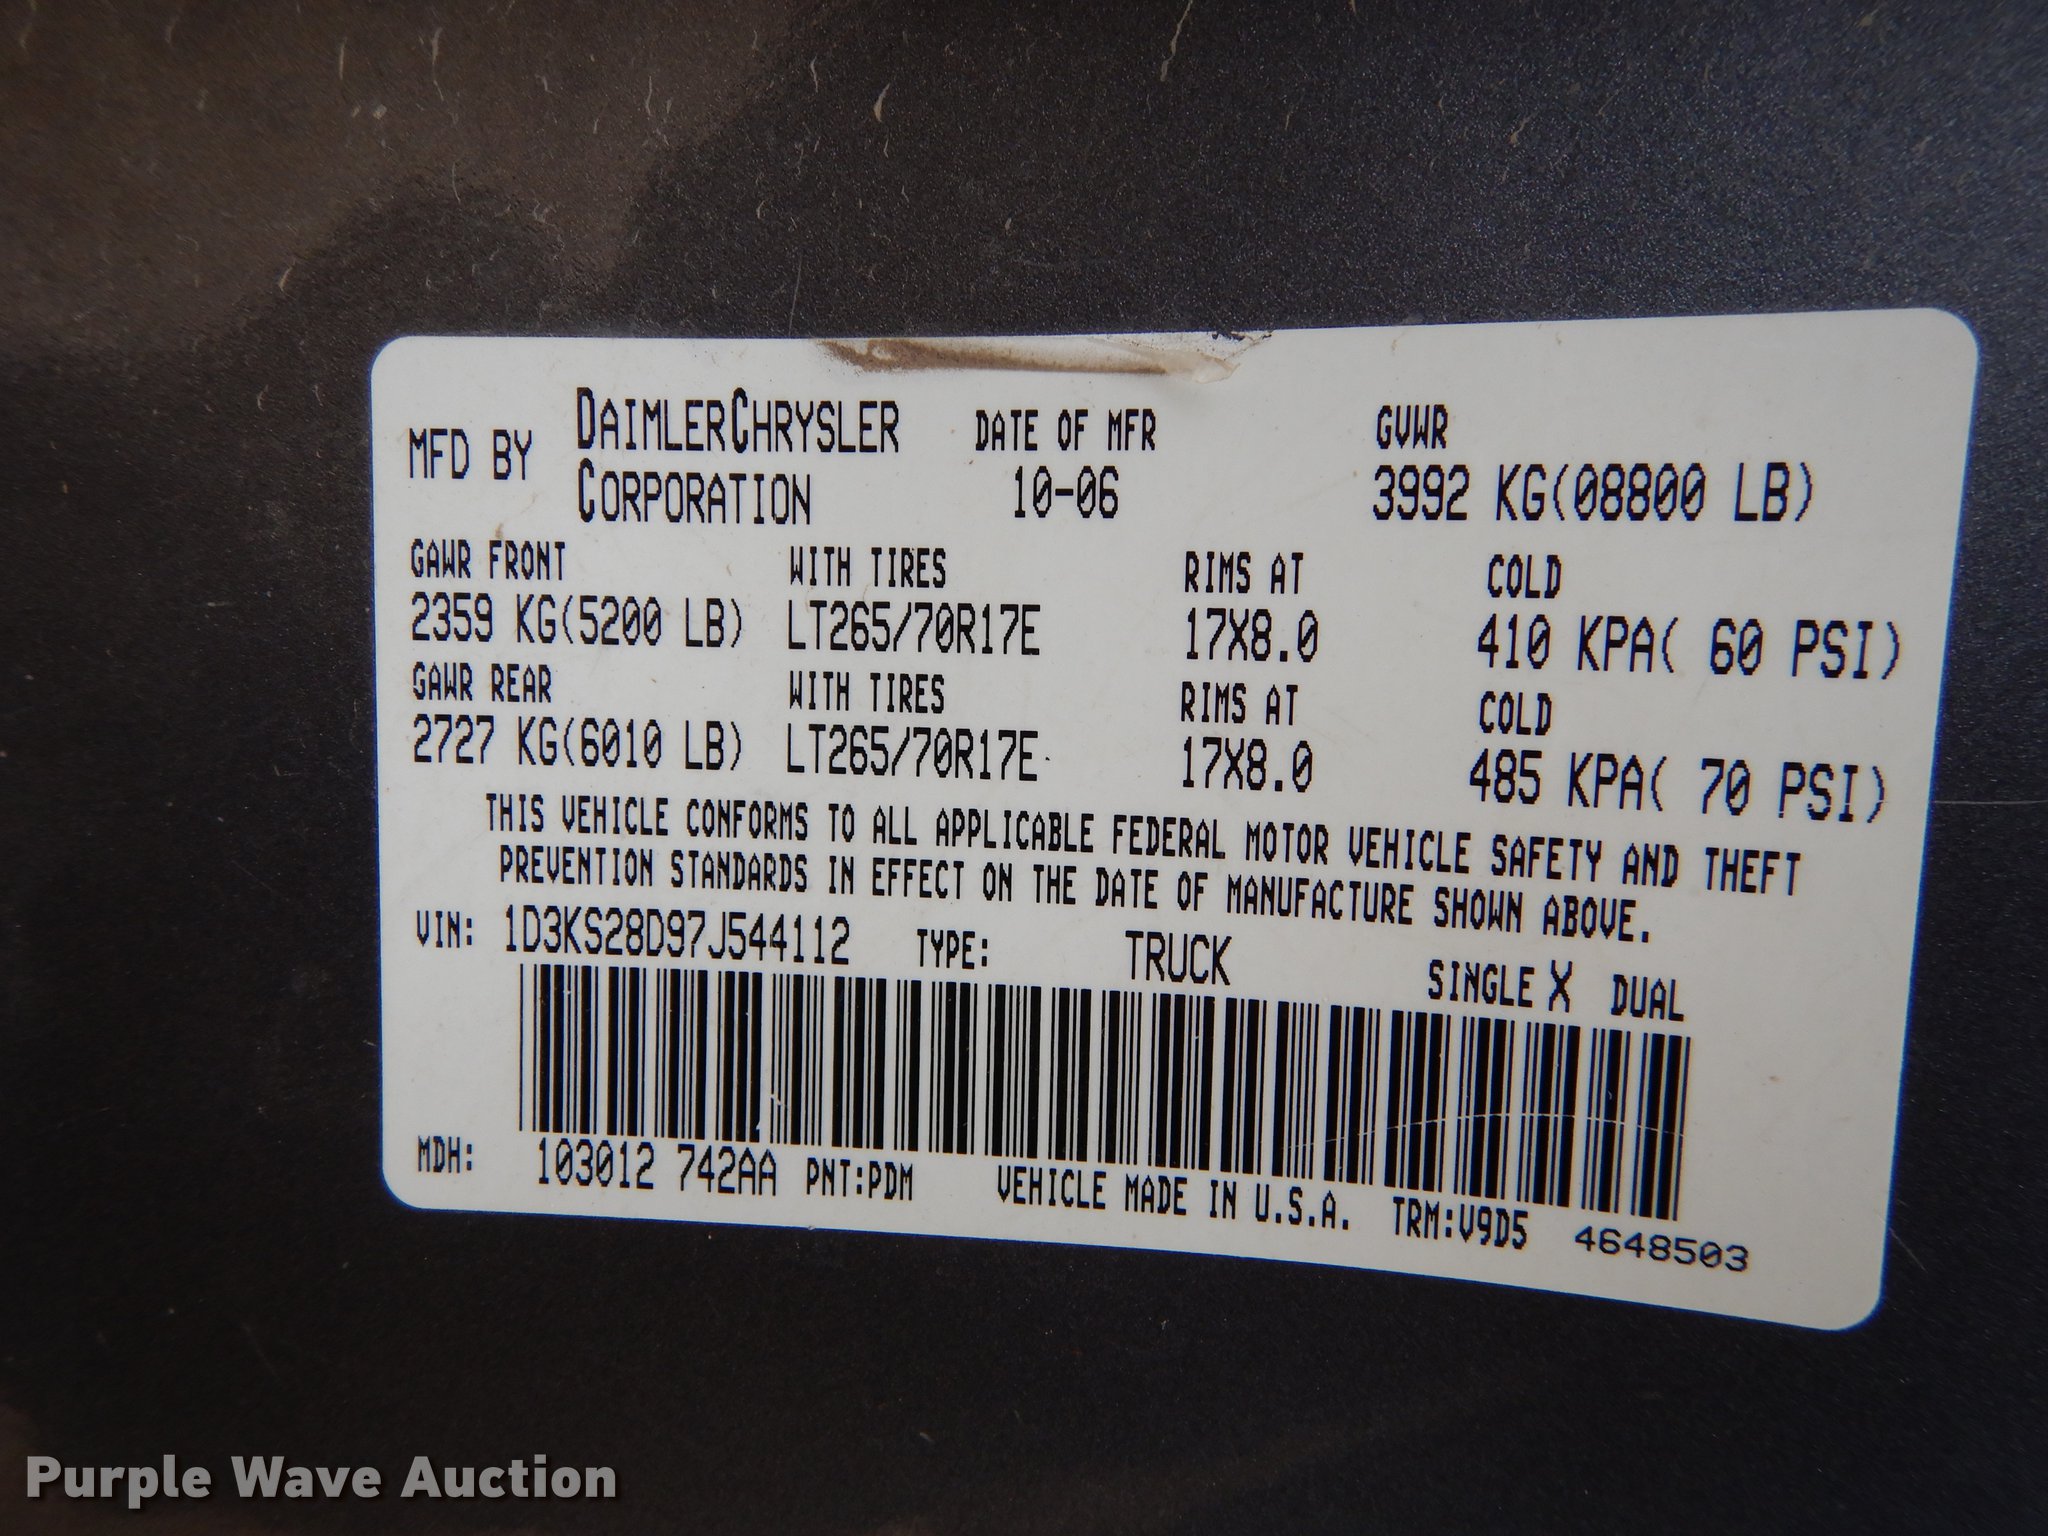 MFD BY DAIMLERCHRYSLER CORPORATION DATE OF MFR 10-06 GVWR 3992 KG(08800 LB)
GAWR FRONT WITH TIRES RIMS AT COLD
2359 KG(5200 LB) LT265/70R17E 17X8.0 410 KPA( 60 PSI)
GAWR REAR WITH TIRES RIMS AT COLD
2727 KG(6010 LB) LT265/70R17E 17X8.0 485 KPA( 70 PSI)
THIS VEHICLE CONFORMS TO ALL APPLICABLE FEDERAL MOTOR VEHICLE SAFETY AND THEFT
PREVENTION STANDARDS IN EFFECT ON THE DATE OF MANUFACTURE SHOWN ABOVE.
VIN: 1D3KS28D97J544112 TYPE: TRUCK SINGLE X DUAL
MDH: 103012 742AA PNT:PDM VEHICLE MADE IN U.S.A. TRM:V9D5 4648503
Purple Wave Auction